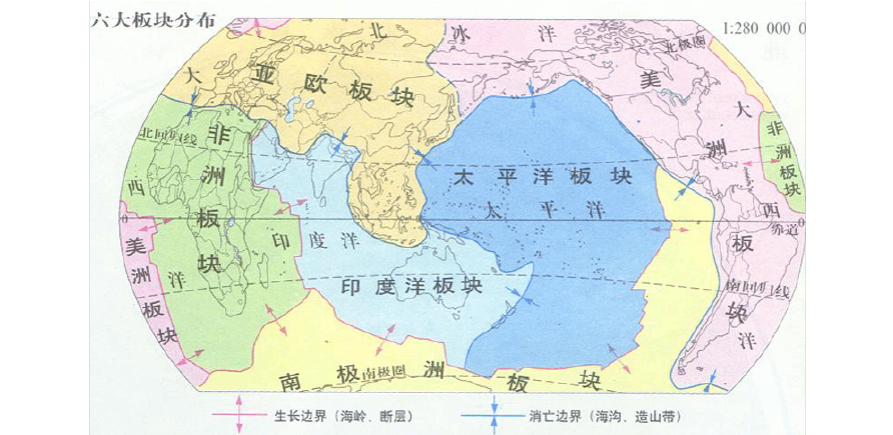 六大板块分布
1:280 000 0
北
冰
洋
北极圈
大
亚欧板块
美
大
北回归线
非洲板块
洲
非洲板块
西
太平洋板块
太平洋
西
0
0
赤道
美洲板块
洋
印度洋
板
印度洋板块
南回归线
块
洋
南极洲板块
南极圈
生长边界（海岭、断层）
消亡边界（海沟、造山带）